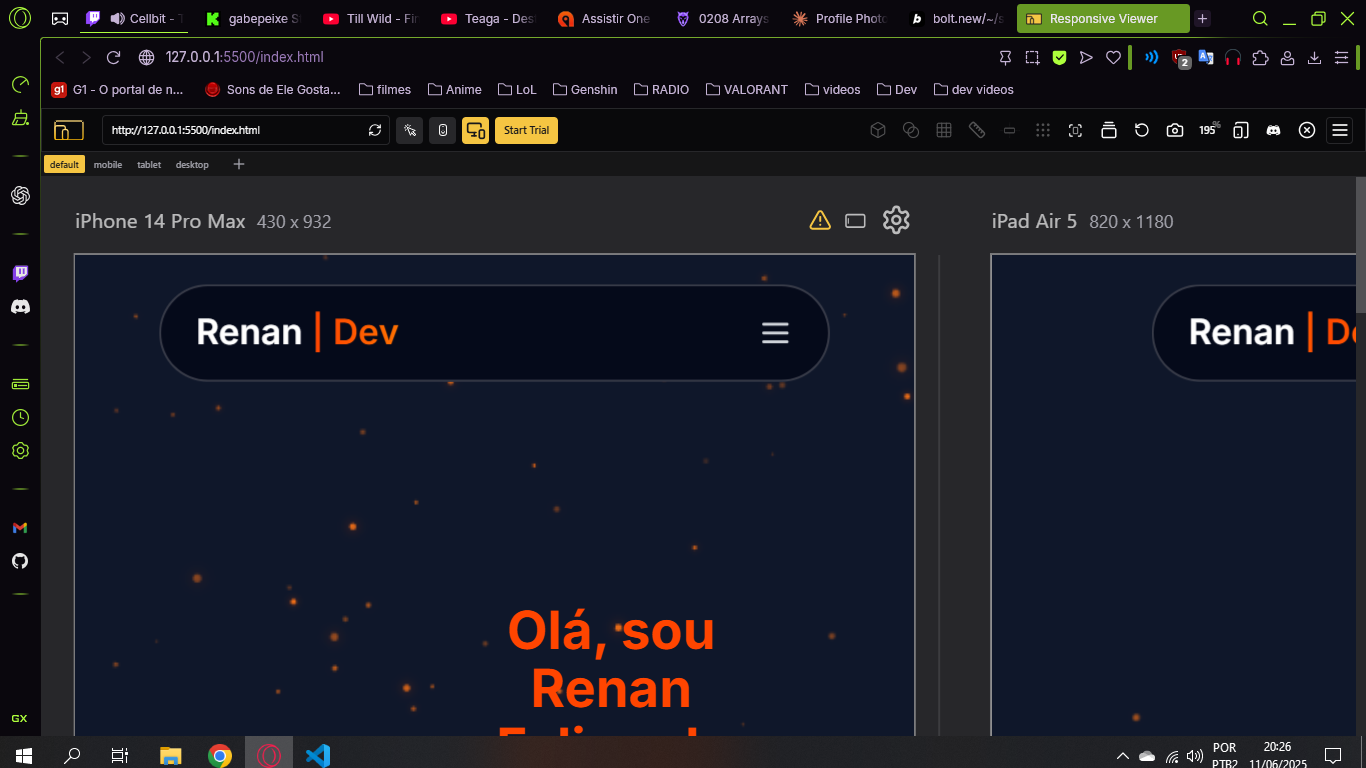 Cellbit - T
gabepeixe S
Till Wild - Fir
Teaga - Dest
Assistir One
0208 Arrays
Profile Photo
bolt.new/~/s
Responsive Viewer
127.0.0.1:5500/index.html
2
G1 - O portal de n...
Sons de Ele Gosta...
filmes
Anime
LoL
Genshin
RADIO
VALORANT
videos
Dev
dev videos
http://127.0.0.1:5500/index.html
Start Trial
195%
default
mobile
tablet
desktop
iPhone 14 Pro Max 430 x 932
iPad Air 5 820 x 1180
Renan | Dev
Renan | De
Olá, sou
Renan
GX
POR
PTB2
20:26
11/06/2025